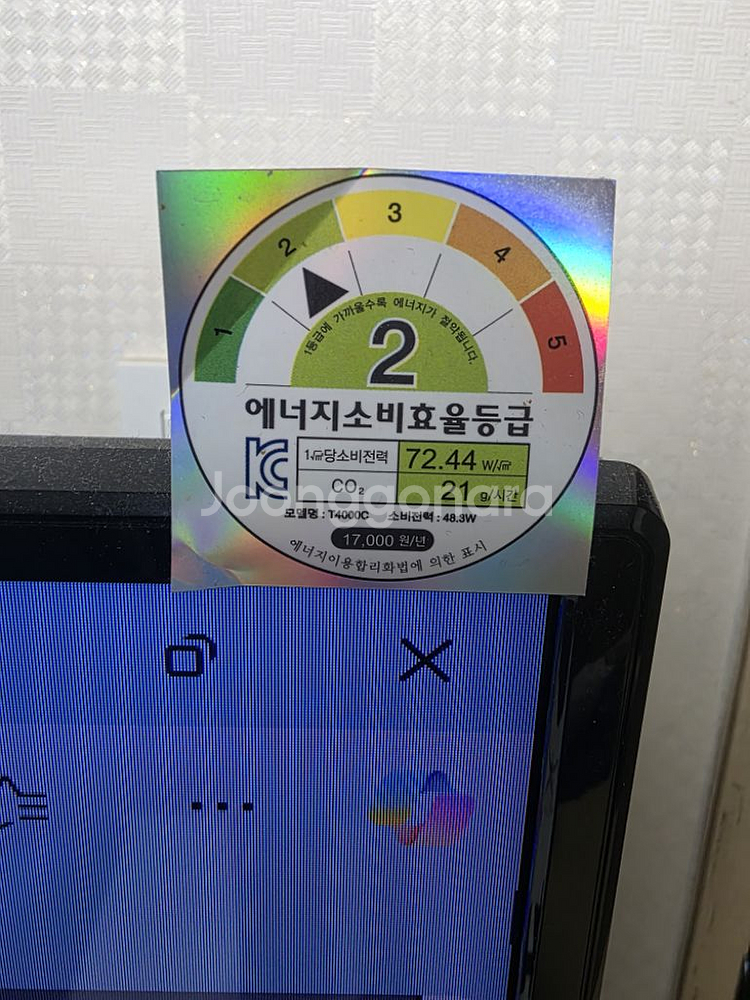 1 2 3 4 5
1등급에 가까울수록 에너지가 절약됩니다.
2
에너지소비효율등급
1√㎡당소비전력 72.44 W/√㎡
CO₂ 21 g/시간
모델명 : T4000C 소비전력 : 48.3W
17,000 원/년
에너지이용합리화법에 의한 표시
Joonggonara